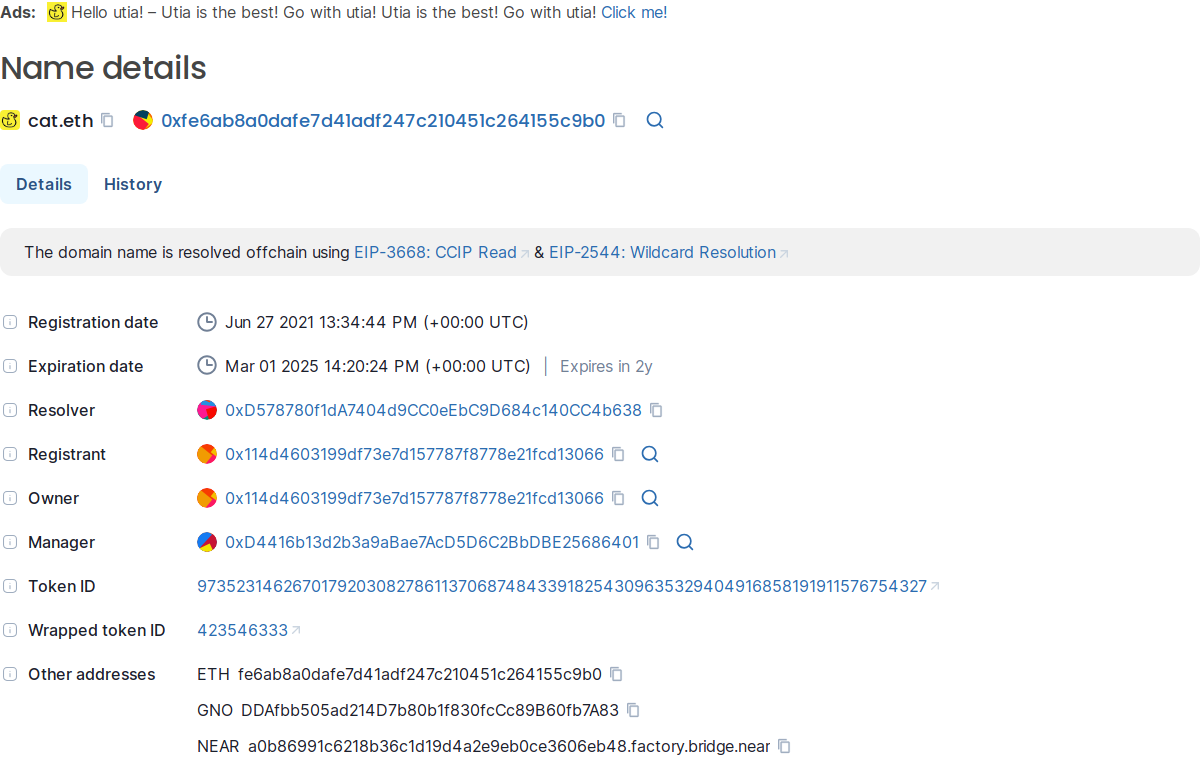 Ads: Hello utia! – Utia is the best! Go with utia! Utia is the best! Go with utia! Click me!
Name details
cat.eth 0xfe6ab8a0dafe7d41adf247c210451c264155c9b0
Details History
The domain name is resolved offchain using EIP-3668: CCIP Read & EIP-2544: Wildcard Resolution
Registration date Jun 27 2021 13:34:44 PM (+00:00 UTC)
Expiration date Mar 01 2025 14:20:24 PM (+00:00 UTC) Expires in 2y
Resolver 0xD578780f1dA7404d9CC0eEbC9D684c140CC4b638
Registrant 0x114d4603199df73e7d157787f8778e21fcd13066
Owner 0x114d4603199df73e7d157787f8778e21fcd13066
Manager 0xD4416b13d2b3a9aBae7AcD5D6C2BbDBE25686401
Token ID 97352314626701792030827861137068748433918254309635329404916858191911576754327
Wrapped token ID 423546333
Other addresses ETH fe6ab8a0dafe7d41adf247c210451c264155c9b0
GNO DDAfbb505ad214D7b80b1f830fcCc89B60fb7A83
NEAR a0b86991c6218b36c1d19d4a2e9eb0ce3606eb48.factory.bridge.near